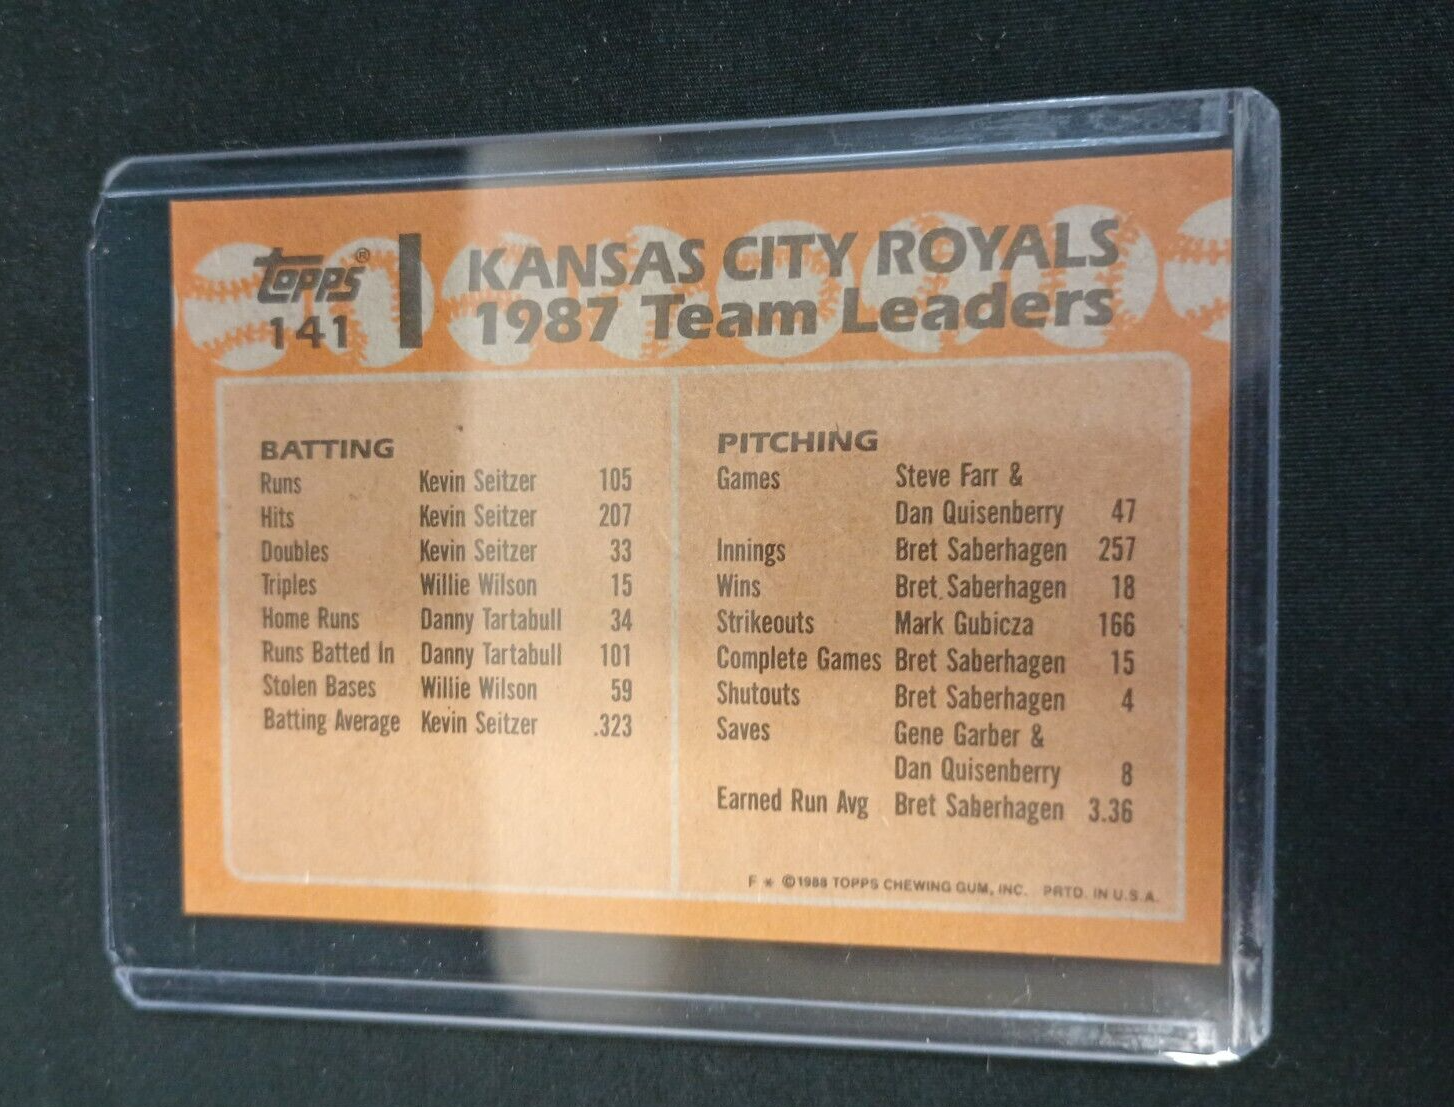 topps®
141
KANSAS CITY ROYALS
1987 Team Leaders
BATTING
Runs Kevin Seitzer 105
Hits Kevin Seitzer 207
Doubles Kevin Seitzer 33
Triples Willie Wilson 15
Home Runs Danny Tartabull 34
Runs Batted In Danny Tartabull 101
Stolen Bases Willie Wilson 59
Batting Average Kevin Seitzer .323
PITCHING
Games Steve Farr &
Dan Quisenberry 47
Innings Bret Saberhagen 257
Wins Bret Saberhagen 18
Strikeouts Mark Gubicza 166
Complete Games Bret Saberhagen 15
Shutouts Bret Saberhagen 4
Saves Gene Garber &
Dan Quisenberry 8
Earned Run Avg Bret Saberhagen 3.36
F * ©1988 TOPPS CHEWING GUM, INC. PRTD. IN U.S.A.